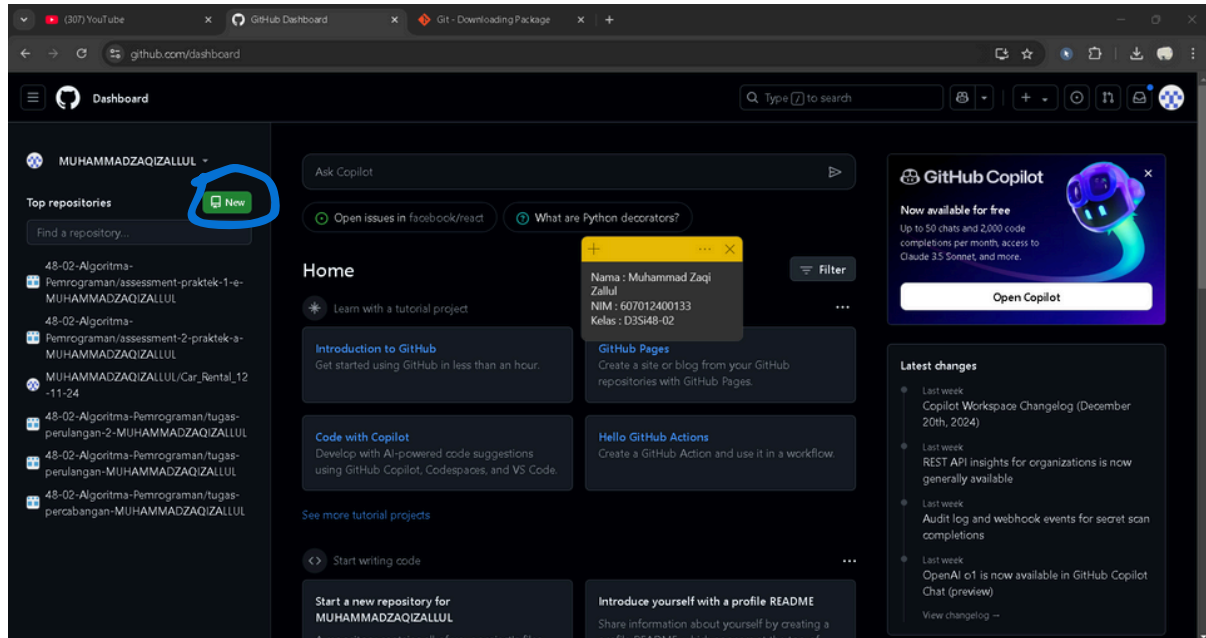 (307) YouTube
GitHub Dashboard
Git - Downloading Package
github.com/dashboard
Dashboard
Type / to search
MUHAMMADZAQIZALLUL
Top repositories
New
Find a repository...
48-02-Algoritma-
Pemrograman/assessment-praktek-1-e-
MUHAMMADZAQIZALLUL
48-02-Algoritma-
Pemrograman/assessment-2-praktek-a-
MUHAMMADZAQIZALLUL
MUHAMMADZAQIZALLUL/Car_Rental_12
-11-24
48-02-Algoritma-Pemrograman/tugas-
perulangan-2-MUHAMMADZAQIZALLUL
48-02-Algoritma-Pemrograman/tugas-
perulangan-MUHAMMADZAQIZALLUL
48-02-Algoritma-Pemrograman/tugas-
percabangan-MUHAMMADZAQIZALLUL
Ask Copilot
Open issues in facebook/react
What are Python decorators?
Home
Filter
Nama : Muhammad Zaqi
Zallul
NIM : 607012400133
Kelas : D3Si48-02
Learn with a tutorial project
Introduction to GitHub
Get started using GitHub in less than an hour.
GitHub Pages
Create a site or blog from your GitHub
repositories with GitHub Pages.
Code with Copilot
Develop with AI-powered code suggestions
using GitHub Copilot, Codespaces, and VS Code.
Hello GitHub Actions
Create a GitHub Action and use it in a workflow.
See more tutorial projects
Start writing code
Start a new repository for
MUHAMMADZAQIZALLUL
Introduce yourself with a profile README
Share information about yourself by creating a
GitHub Copilot
Now available for free
Up to 50 chats and 2,000 code
completions per month, access to
Claude 3.5 Sonnet, and more.
Open Copilot
Latest changes
Last week
Copilot Workspace Changelog (December
20th, 2024)
Last week
REST API insights for organizations is now
generally available
Last week
Audit log and webhook events for secret scan
completions
Last week
OpenAI o1 is now available in GitHub Copilot
Chat (preview)
View changelog →